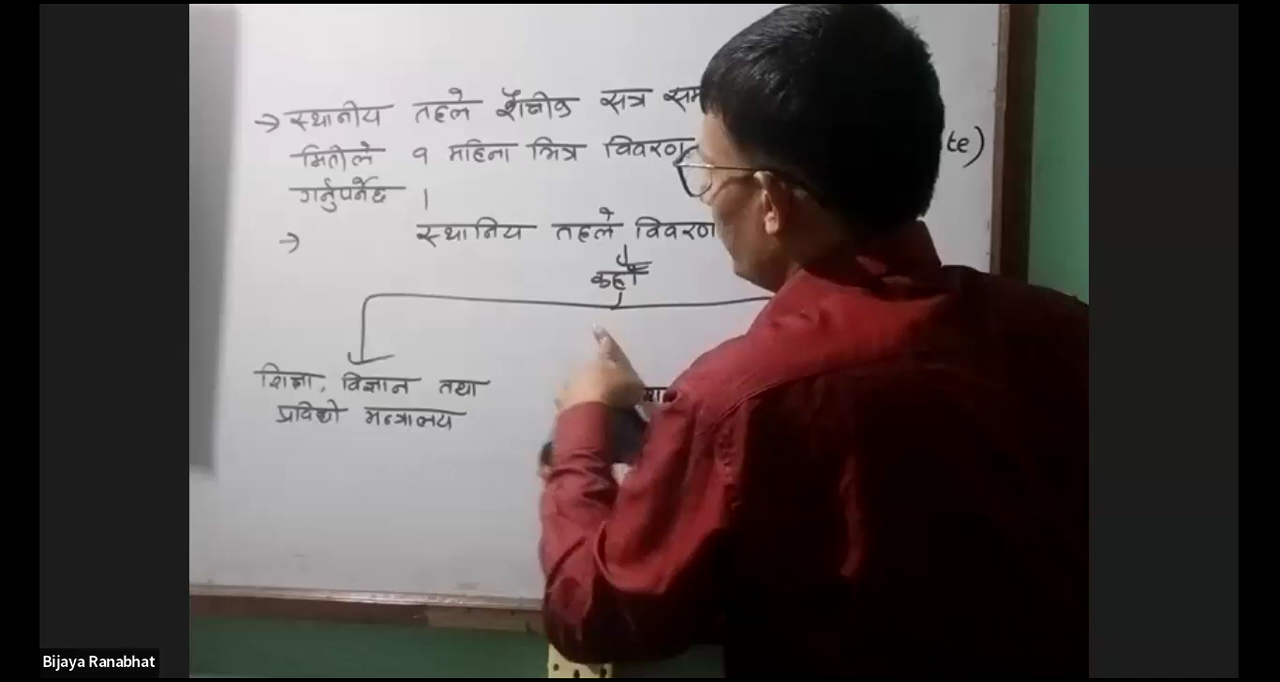 → स्थानीय तहले शैक्षीक सत्र सम
मितीले १ महिना भित्र विवरण te)
गर्नुपर्नेछ ।
→ स्थानिय तहले विवरण
कहाँ
शिक्षा, विज्ञान तथा
प्रविधी मन्त्रालय
Bijaya Ranabhat